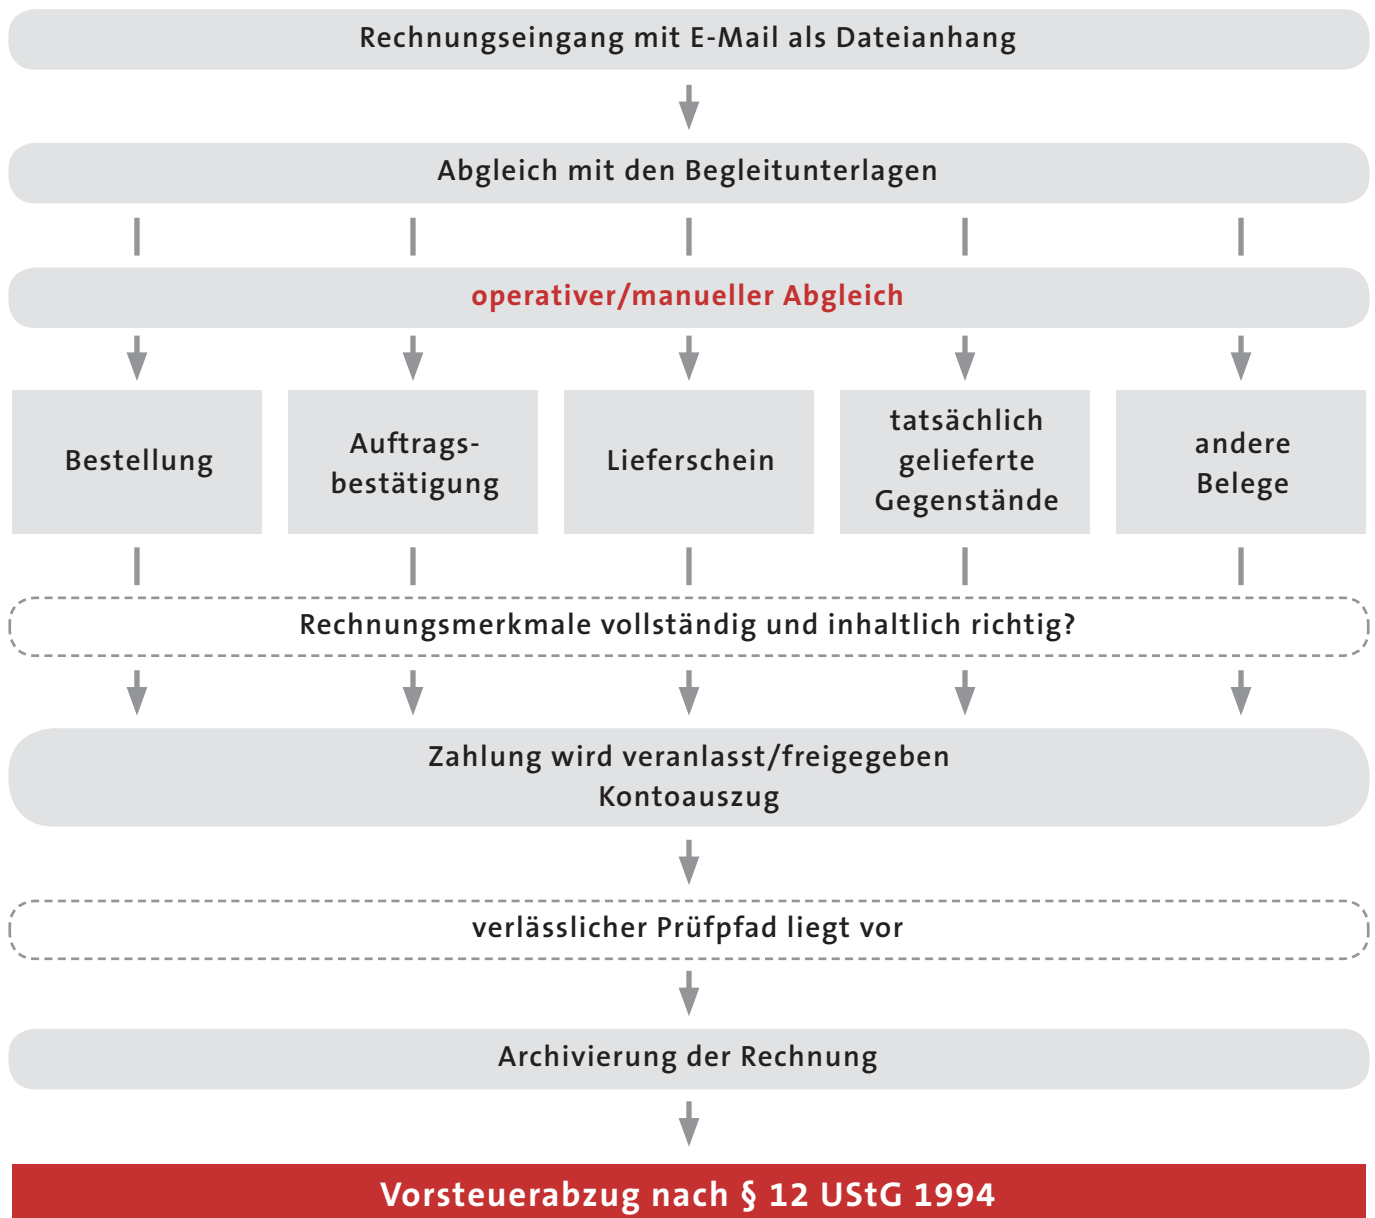 Rechnungseingang mit E-Mail als Dateianhang
Abgleich mit den Begleitunterlagen
operativer/manueller Abgleich
Bestellung
Auftrags-
bestätigung
Lieferschein
tatsächlich
gelieferte
Gegenstände
andere
Belege
Rechnungsmerkmale vollständig und inhaltlich richtig?
Zahlung wird veranlasst/freigegeben
Kontoauszug
verlässlicher Prüfpfad liegt vor
Archivierung der Rechnung
Vorsteuerabzug nach § 12 UStG 1994